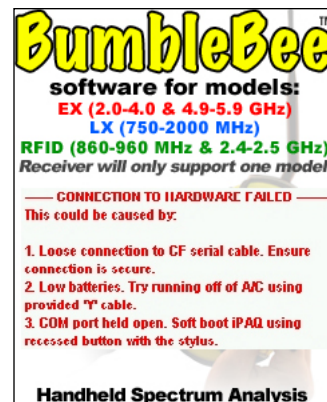 BumbleBee™
software for models:
EX (2.0-4.0 & 4.9-5.9 GHz)
LX (750-2000 MHz)
RFID (860-960 MHz & 2.4-2.5 GHz)
Receiver will only support one model
—— CONNECTION TO HARDWARE FAILED ——
This could be caused by:
1. Loose connection to CF serial cable. Ensure
connection is secure.
2. Low batteries. Try running off of A/C using
provided 'Y' cable.
3. COM port held open. Soft boot iPAQ using
recessed button with the stylus.
Handheld Spectrum Analysis